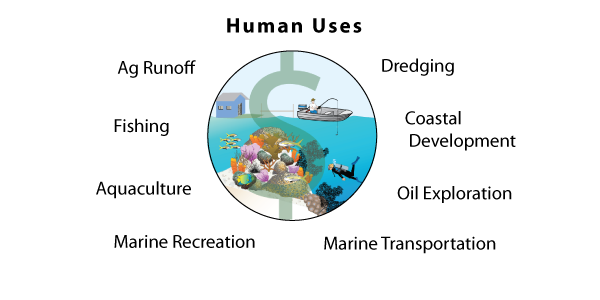 Human Uses
Ag Runoff
Dredging
Fishing
Coastal
Development
Aquaculture
Oil Exploration
Marine Recreation
Marine Transportation
$